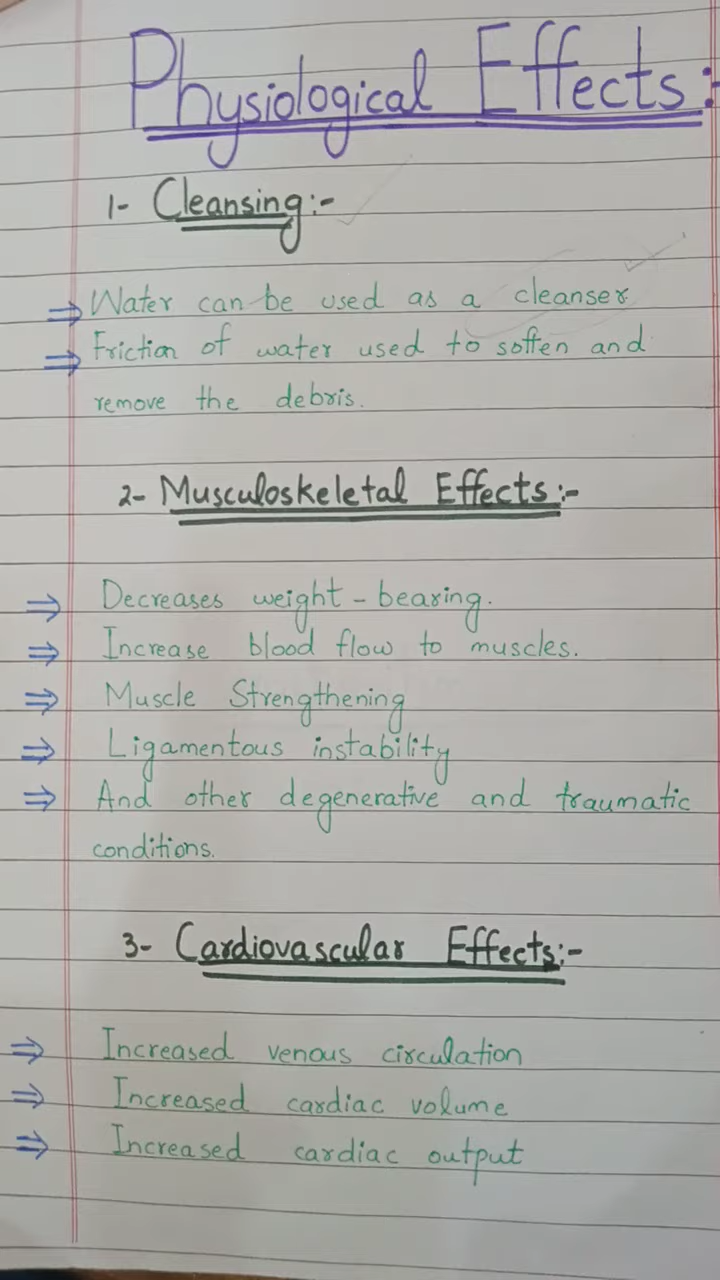 Physiological Effects:
1- Cleansing:-
⇒ Water can be used as a cleanser
⇒ Friction of water used to soften and
remove the debris.
2- Musculoskeletal Effects:-
⇒ Decreases weight-bearing.
⇒ Increase blood flow to muscles.
⇒ Muscle Strengthening
⇒ Ligamentous instability
⇒ And other degenerative and traumatic
conditions.
3- Cardiovascular Effects:-
⇒ Increased venous circulation
⇒ Increased cardiac volume
⇒ Increased cardiac output